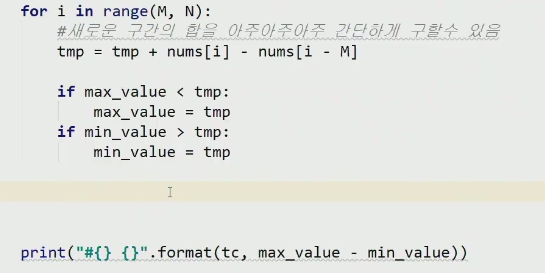 for i in range(M, N):
    #새로운 구간의 합을 아주아주아주 간단하게 구할수 있음
    tmp = tmp + nums[i] - nums[i - M]
    if max_value < tmp:
        max_value = tmp
    if min_value > tmp:
        min_value = tmp
print("#{} {}".format(tc, max_value - min_value))